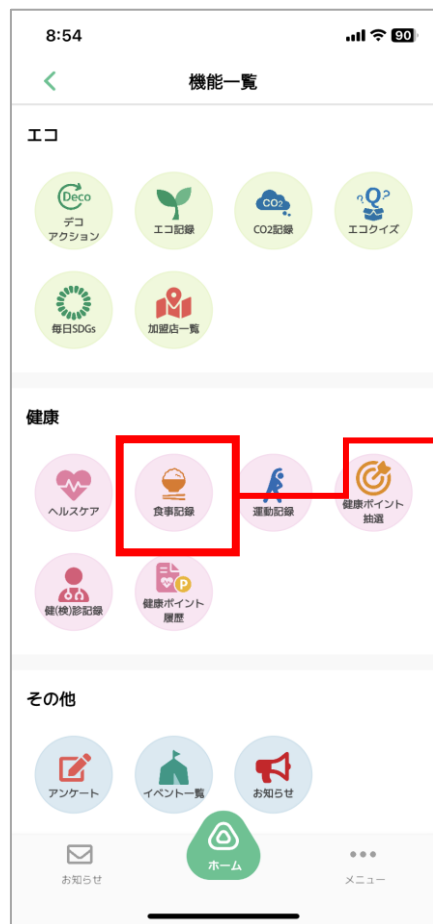 8:54
90
機能一覧
エコ
Deco
デコ
アクション
エコ記録
CO2
CO2記録
Q
?
?
エコクイズ
毎日SDGs
加盟店一覧
健康
ヘルスケア
食事記録
運動記録
健康ポイント
抽選
健(検)診記録
P
健康ポイント
履歴
その他
アンケート
イベント一覧
お知らせ
お知らせ
ホーム
メニュー